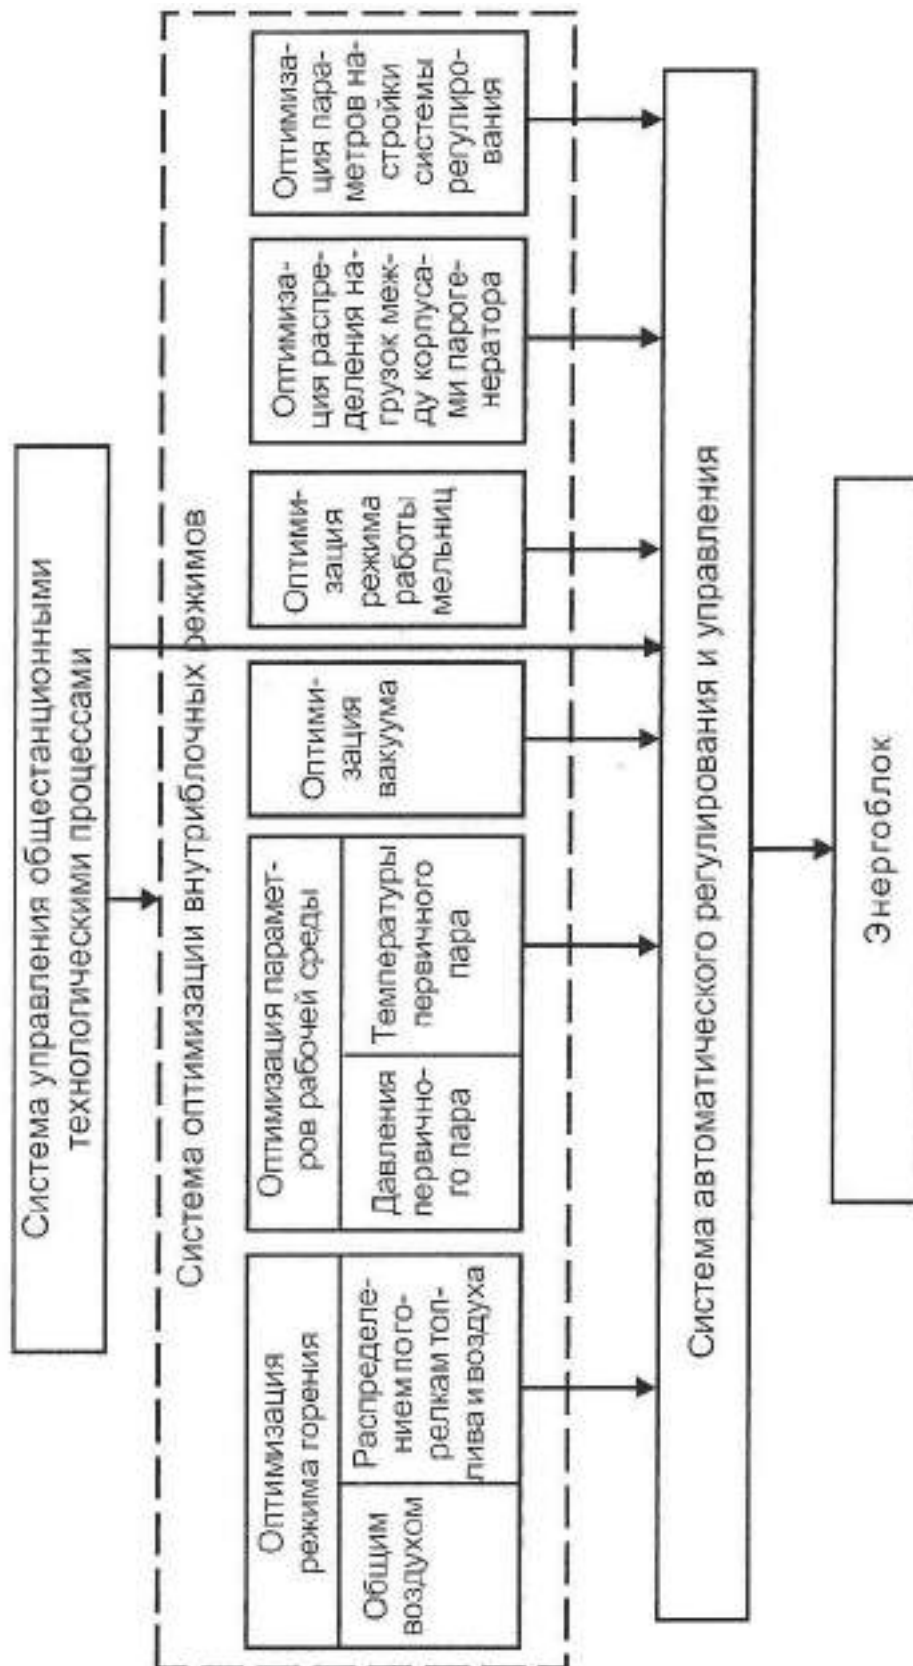 Система управления общестанционными
технологическими процессами
Система оптимизации внутриблочных режимов
Оптимизация
режима горения
Общим
воздухом
Распределе-
нием по го-
релкам топ-
лива и воздуха
Оптимизация парамет-
ров рабочей среды
Давления
первично-
го пара
Температуры
первичного
пара
Оптими-
зация
вакуума
Оптими-
зация
режима
работы
мельниц
Оптимиза-
ция распре-
деления на-
грузок меж-
ду корпуса-
ми пароге-
нератора
Оптимиза-
ция пара-
метров на-
стройки
системы
регулиро-
вания
Система автоматического регулирования и управления
Энергоблок